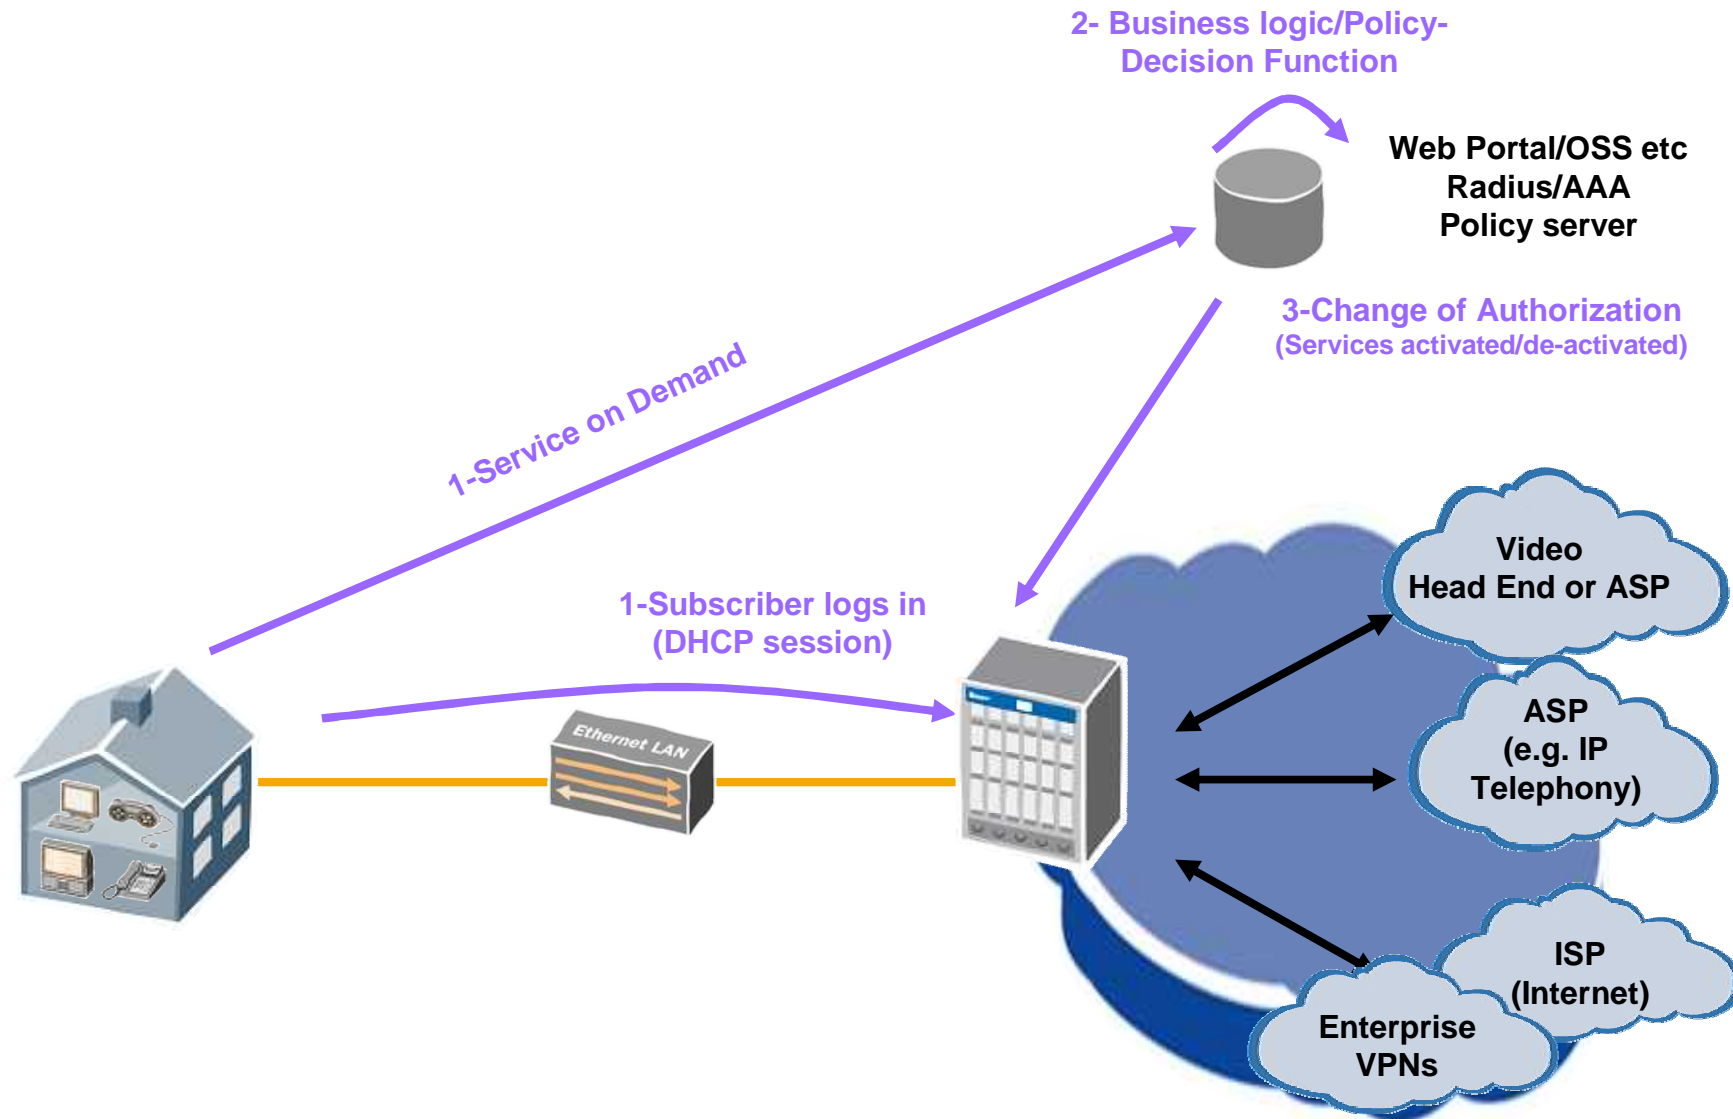 2- Business logic/Policy-
Decision Function
Web Portal/OSS etc
Radius/AAA
Policy server
3-Change of Authorization
(Services activated/de-activated)
1-Service on Demand
1-Subscriber logs in
(DHCP session)
Ethernet LAN
Video
Head End or ASP
ASP
(e.g. IP
Telephony)
ISP
(Internet)
Enterprise
VPNs